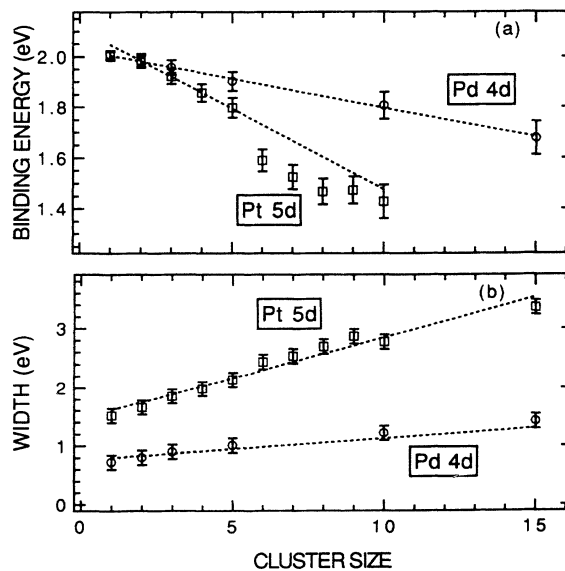 (a)
2.0
1.8
1.6
1.4
BINDING ENERGY (eV)
Pd 4d
Pt 5d
(b)
3
2
1
0
WIDTH (eV)
Pt 5d
Pd 4d
0 5 10 15
CLUSTER SIZE